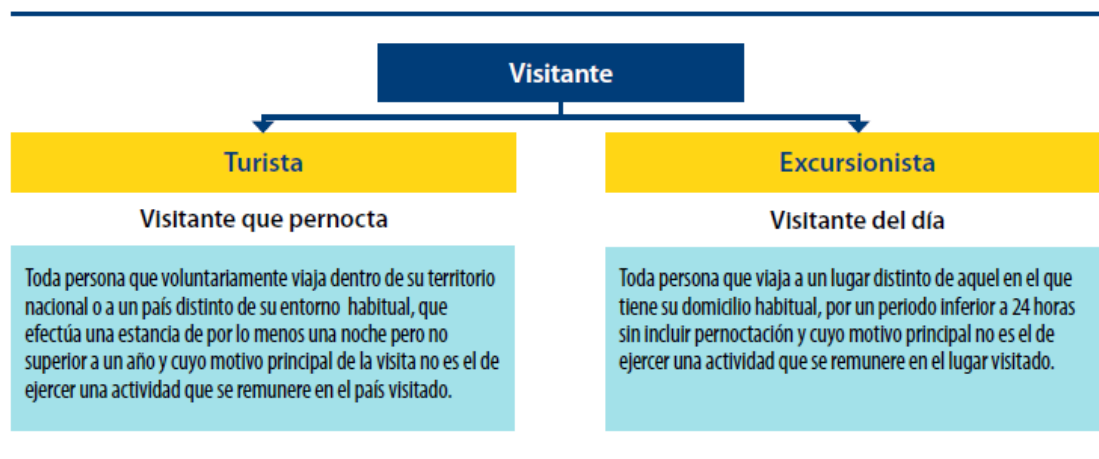 Visitante
Turista
Visitante que pernocta
Toda persona que voluntariamente viaja dentro de su territorio
nacional o a un país distinto de su entorno habitual, que
efectúa una estancia de por lo menos una noche pero no
superior a un año y cuyo motivo principal de la visita no es el de
ejercer una actividad que se remunere en el país visitado.
Excursionista
Visitante del día
Toda persona que viaja a un lugar distinto de aquel en el que
tiene su domicilio habitual, por un periodo inferior a 24 horas
sin incluir pernoctación y cuyo motivo principal no es el de
ejercer una actividad que se remunere en el lugar visitado.